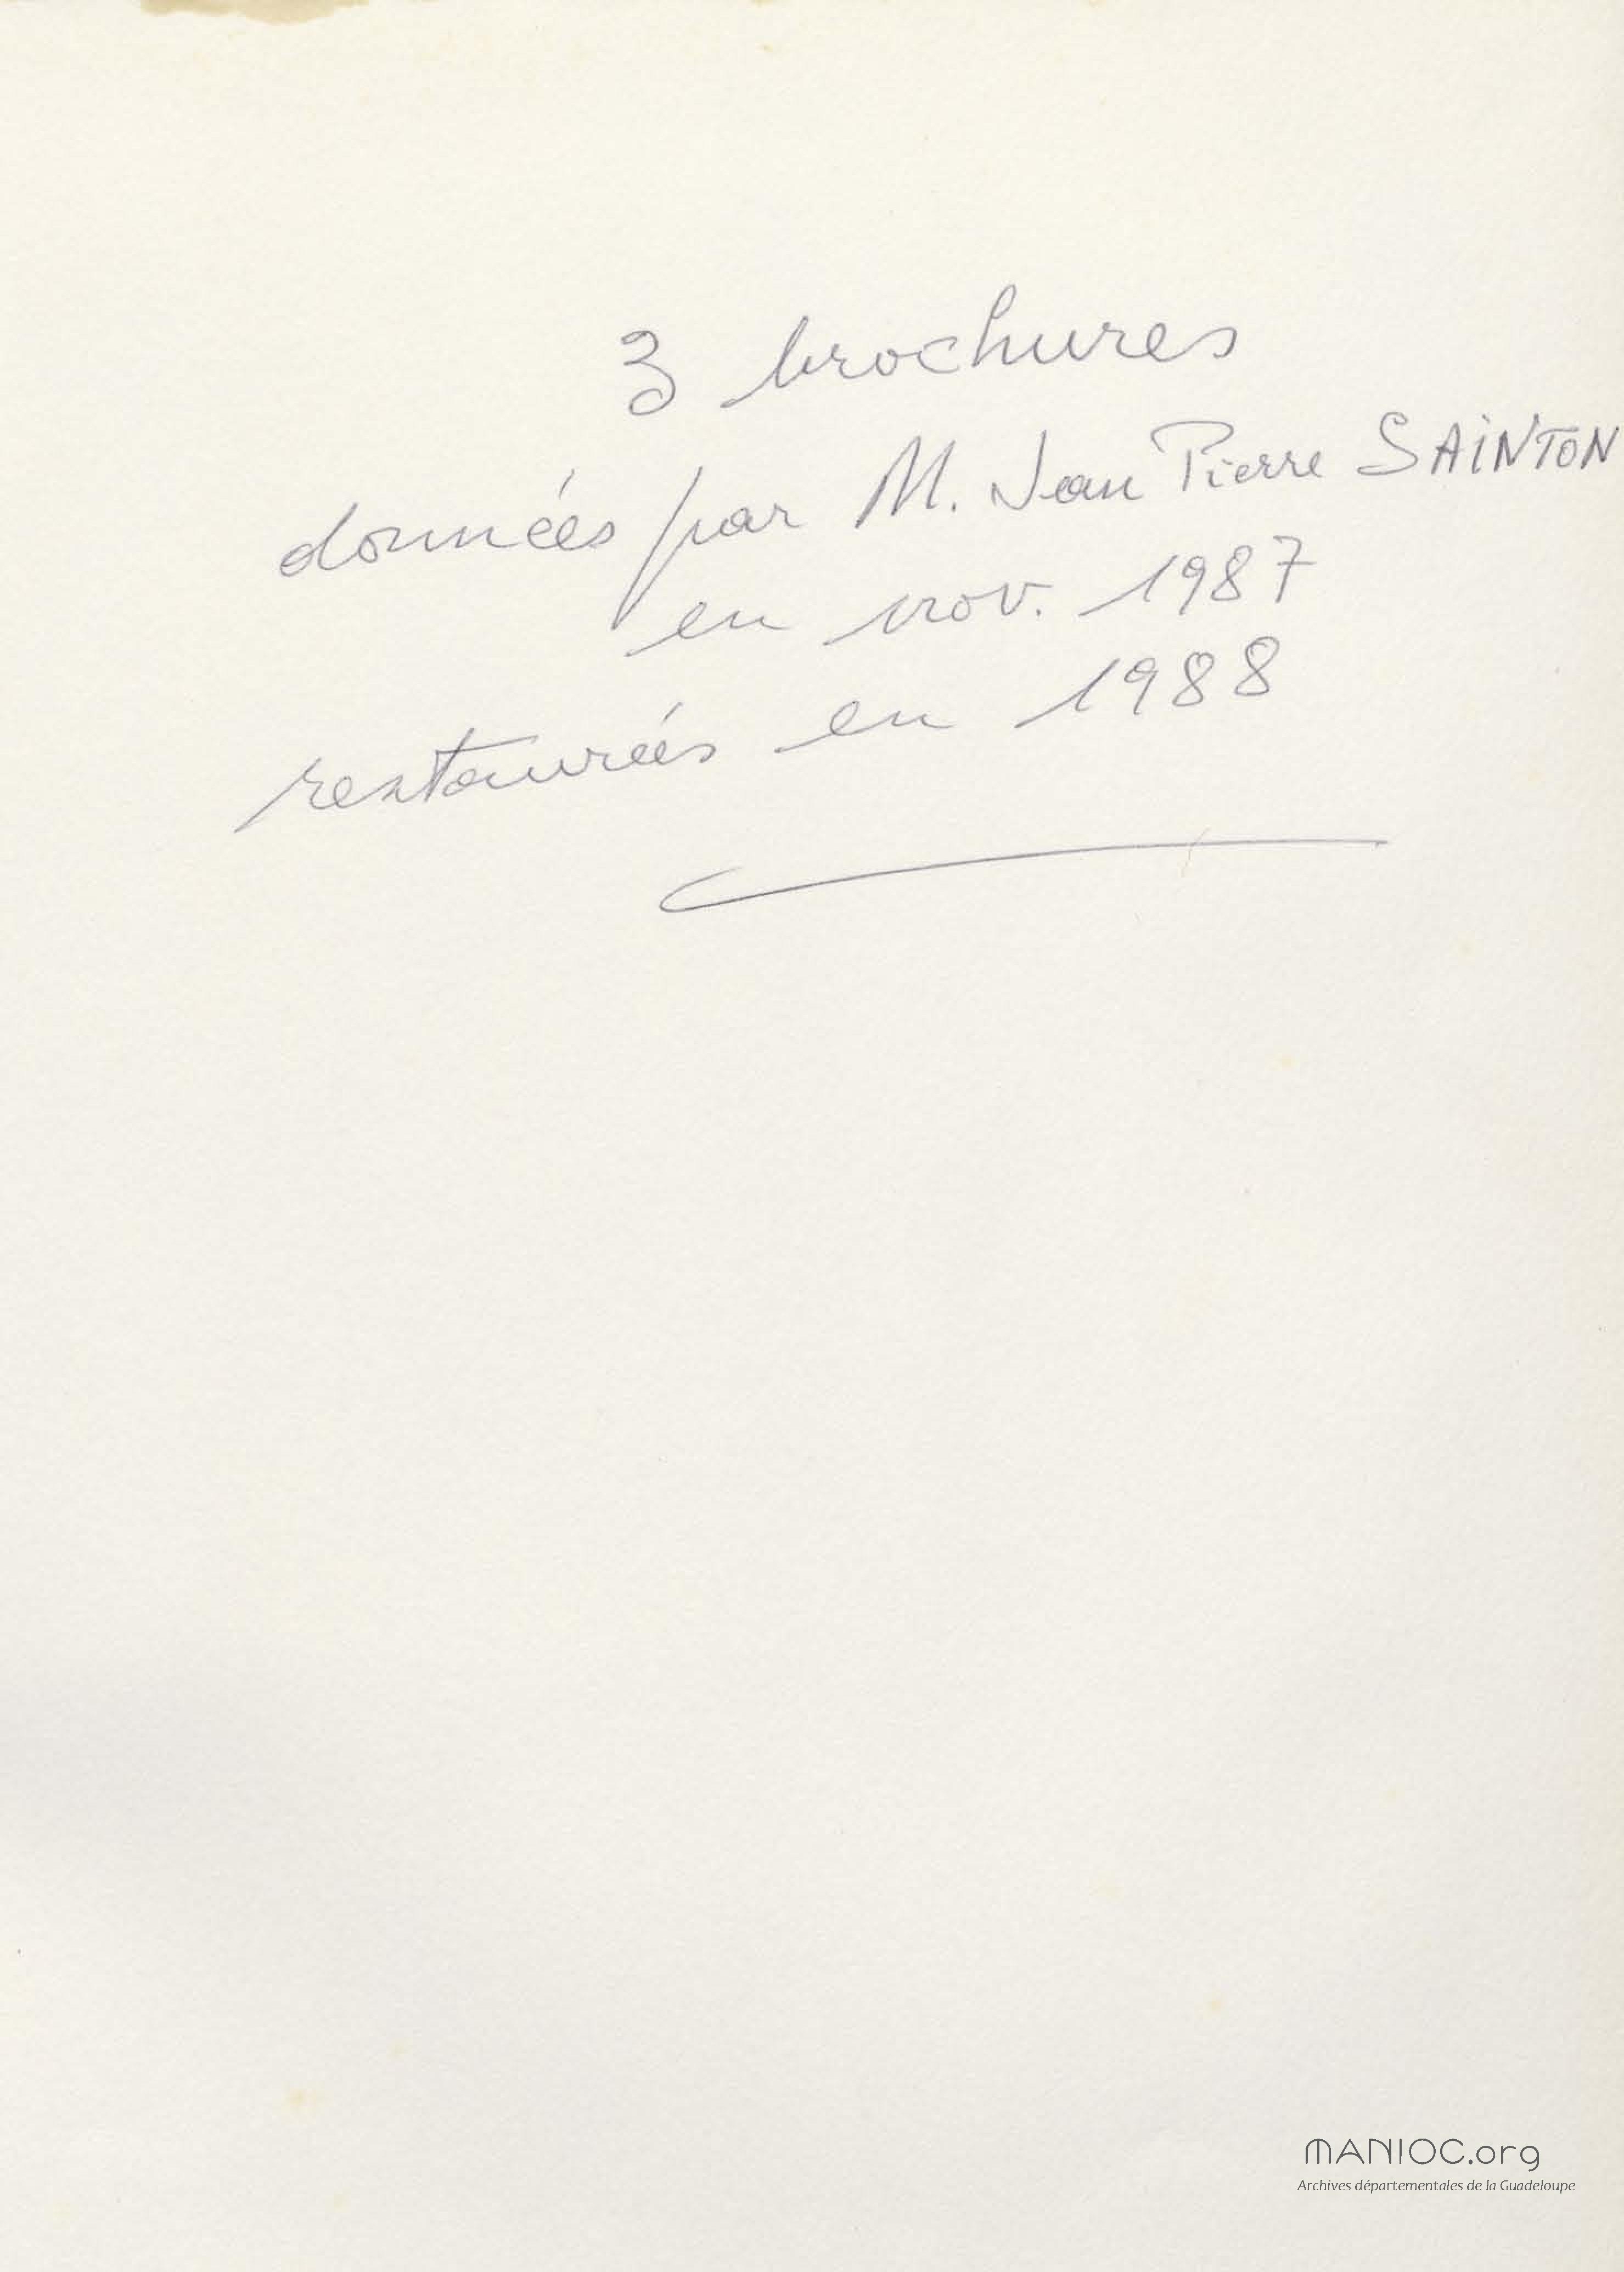 3 brochures
données par M. Jean Pierre SAINTON
en nov. 1987
restaurées en 1988
MANIOC.org
Archives départementales de la Guadeloupe